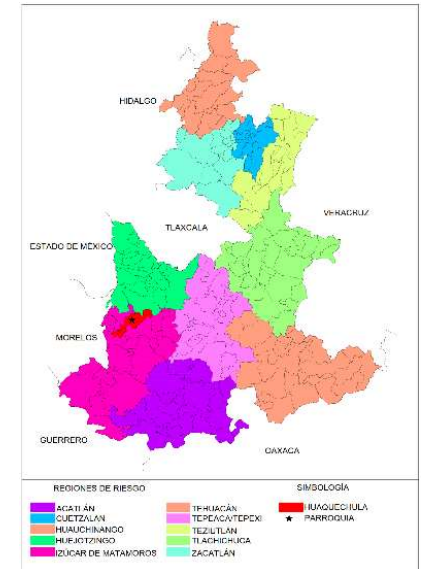 HIDALGO
VERACRUZ
TLAXCALA
ESTADO DE MÉXICO
MORELOS
GUERRERO
OAXACA
REGIONES DE RIESGO
SIMBOLOGÍA
ACATLÁN
CUETZALAN
HUAUCHINANGO
HUEJOTZINGO
IZÚCAR DE MATAMOROS
TEHUACÁN
TEPEACA/TEPEXI
TEZIUTLAN
TLACHICHUCA
ZACATLÁN
HUAQUECHULA
PARROQUIA